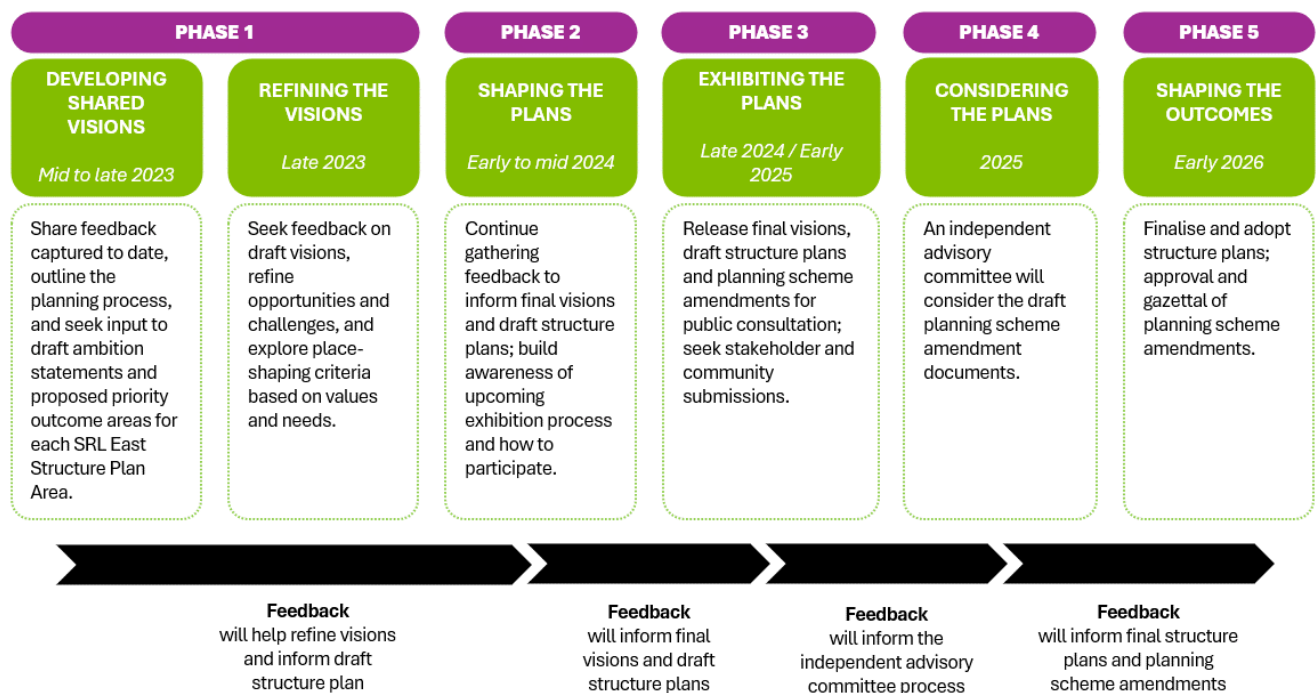 PHASE 1
PHASE 2
PHASE 3
PHASE 4
PHASE 5
DEVELOPING
SHARED
VISIONS
Mid to late 2023
REFINING THE
VISIONS
Late 2023
SHAPING THE
PLANS
Early to mid 2024
EXHIBITING THE
PLANS
Late 2024 / Early
2025
CONSIDERING
THE PLANS
2025
SHAPING THE
OUTCOMES
Early 2026
Share feedback
captured to date,
outline the
planning process,
and seek input to
draft ambition
statements and
proposed priority
outcome areas for
each SRL East
Structure Plan
Area.
Seek feedback on
draft visions,
refine
opportunities and
challenges, and
explore place-
shaping criteria
based on values
and needs.
Continue
gathering
feedback to
inform final visions
and draft structure
plans; build
awareness of
upcoming
exhibition process
and how to
participate.
Release final visions,
draft structure plans
and planning scheme
amendments for
public consultation;
seek stakeholder and
community
submissions.
An independent
advisory
committee will
consider the draft
planning scheme
amendment
documents.
Finalise and adopt
structure plans;
approval and
gazettal of
planning scheme
amendments.
Feedback
will help refine visions
and inform draft
structure plan
Feedback
will inform final
visions and draft
structure plans
Feedback
will inform the
independent advisory
committee process
Feedback
will inform final structure
plans and planning
scheme amendments